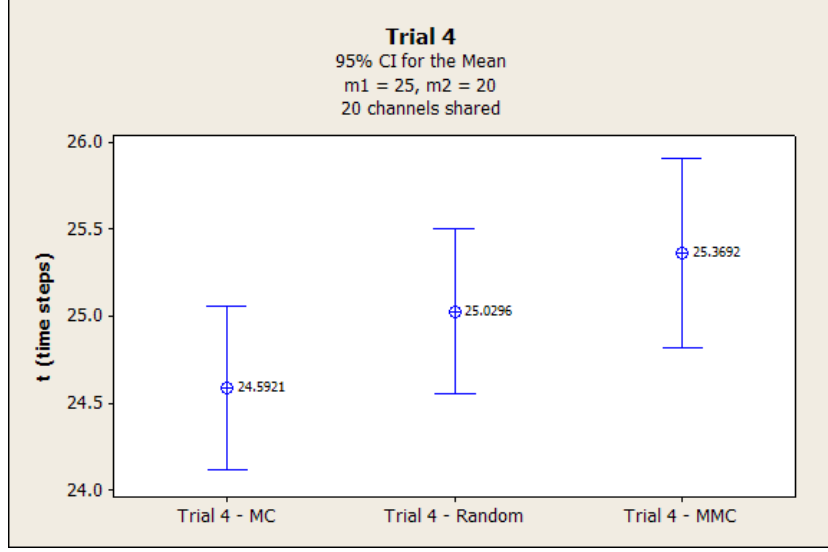 Trial 4
95% CI for the Mean
m1 = 25, m2 = 20
20 channels shared
26.0
25.5
25.0
24.5
24.0
t (time steps)
24.5921
25.0296
25.3692
Trial 4 - MC
Trial 4 - Random
Trial 4 - MMC